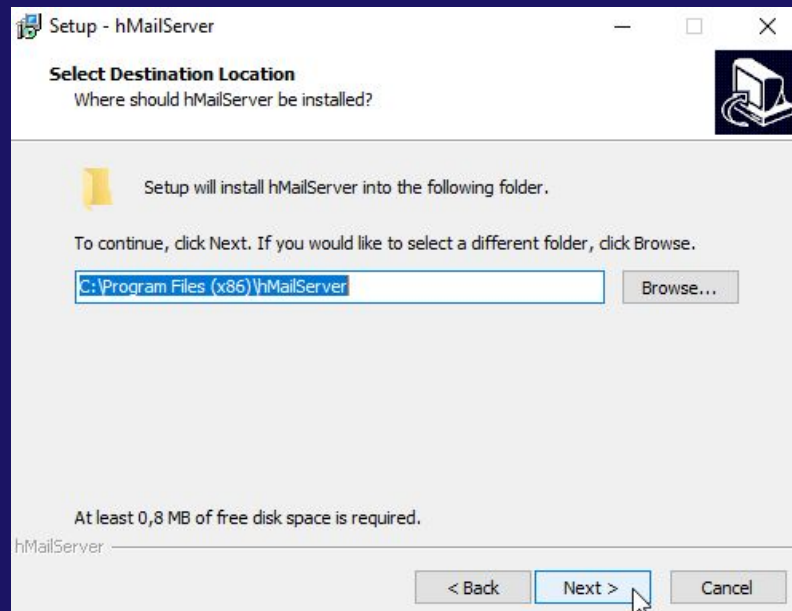 Setup - hMailServer
Select Destination Location
Where should hMailServer be installed?
Setup will install hMailServer into the following folder.
To continue, click Next. If you would like to select a different folder, click Browse.
C:\Program Files (x86)\hMailServer
Browse...
At least 0,8 MB of free disk space is required.
hMailServer
< Back
Next >
Cancel